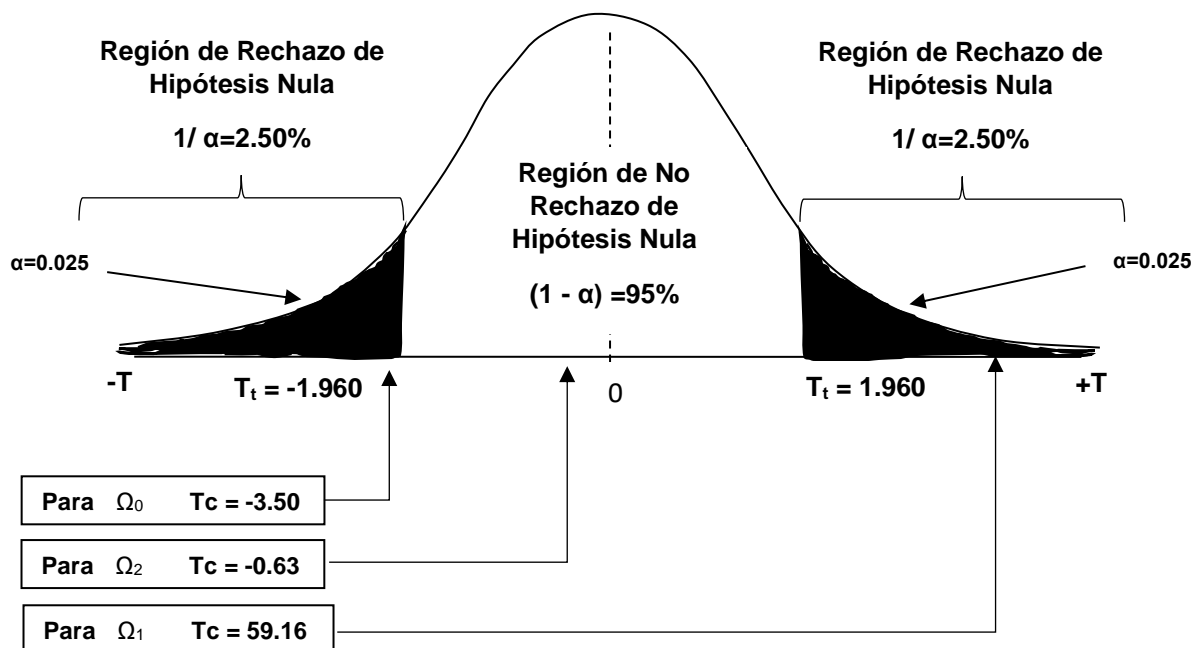 Región de Rechazo de
Hipótesis Nula
1/ α=2.50%
Región de Rechazo de
Hipótesis Nula
1/ α=2.50%
Región de No
Rechazo de
Hipótesis Nula
(1 - α) =95%
α=0.025
α=0.025
-T
Tₜ = -1.960
0
Tₜ = 1.960
+T
Para Ω₀ Tc = -3.50
Para Ω₂ Tc = -0.63
Para Ω₁ Tc = 59.16